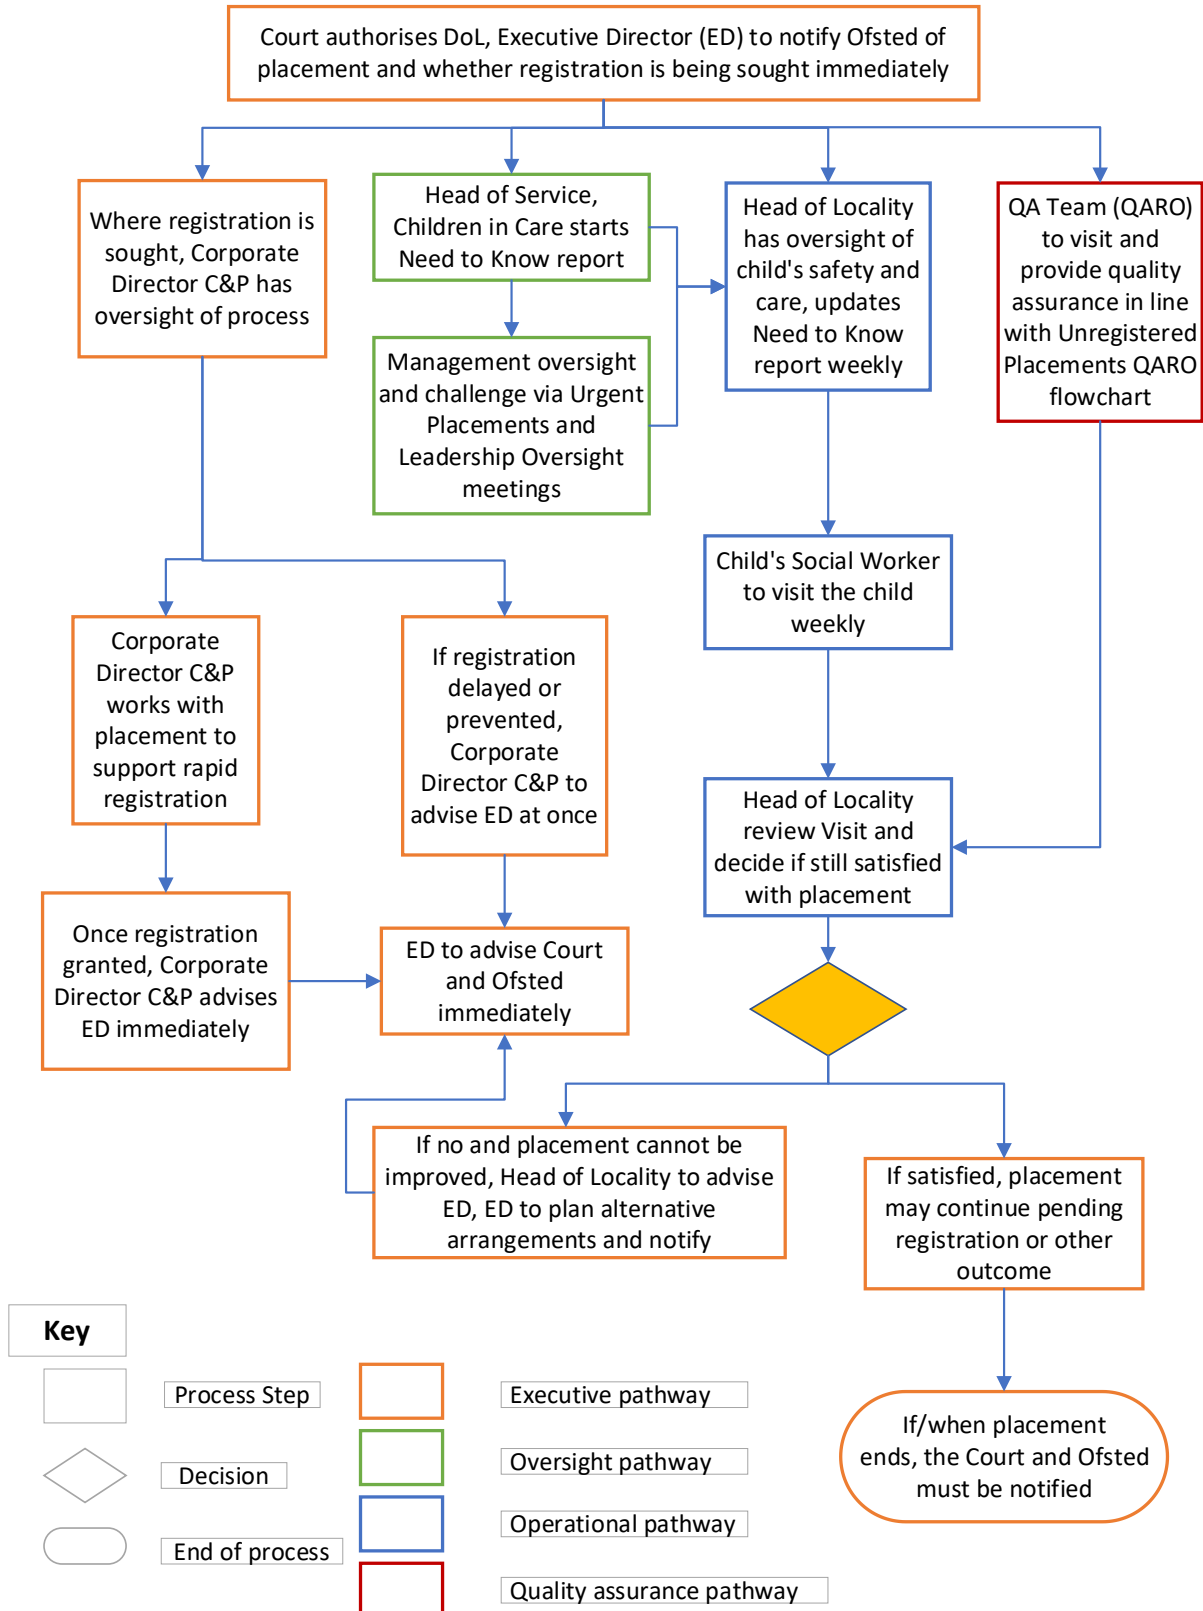 Court authorises DoL, Executive Director (ED) to notify Ofsted of
placement and whether registration is being sought immediately
Where registration is
sought, Corporate
Director C&P has
oversight of process
Head of Service,
Children in Care starts
Need to Know report
Head of Locality
has oversight of
child's safety and
care, updates
Need to Know
report weekly
QA Team (QARO)
to visit and
provide quality
assurance in line
with Unregistered
Placements QARO
flowchart
Management oversight
and challenge via Urgent
Placements and
Leadership Oversight
meetings
Child's Social Worker
to visit the child
weekly
Corporate
Director C&P
works with
placement to
support rapid
registration
If registration
delayed or
prevented,
Corporate
Director C&P to
advise ED at once
Head of Locality
review Visit and
decide if still satisfied
with placement
Once registration
granted, Corporate
Director C&P advises
ED immediately
ED to advise Court
and Ofsted
immediately
If no and placement cannot be
improved, Head of Locality to advise
ED, ED to plan alternative
arrangements and notify
If satisfied, placement
may continue pending
registration or other
outcome
If/when placement
ends, the Court and Ofsted
must be notified
Key
Process Step
Decision
End of process
Executive pathway
Oversight pathway
Operational pathway
Quality assurance pathway